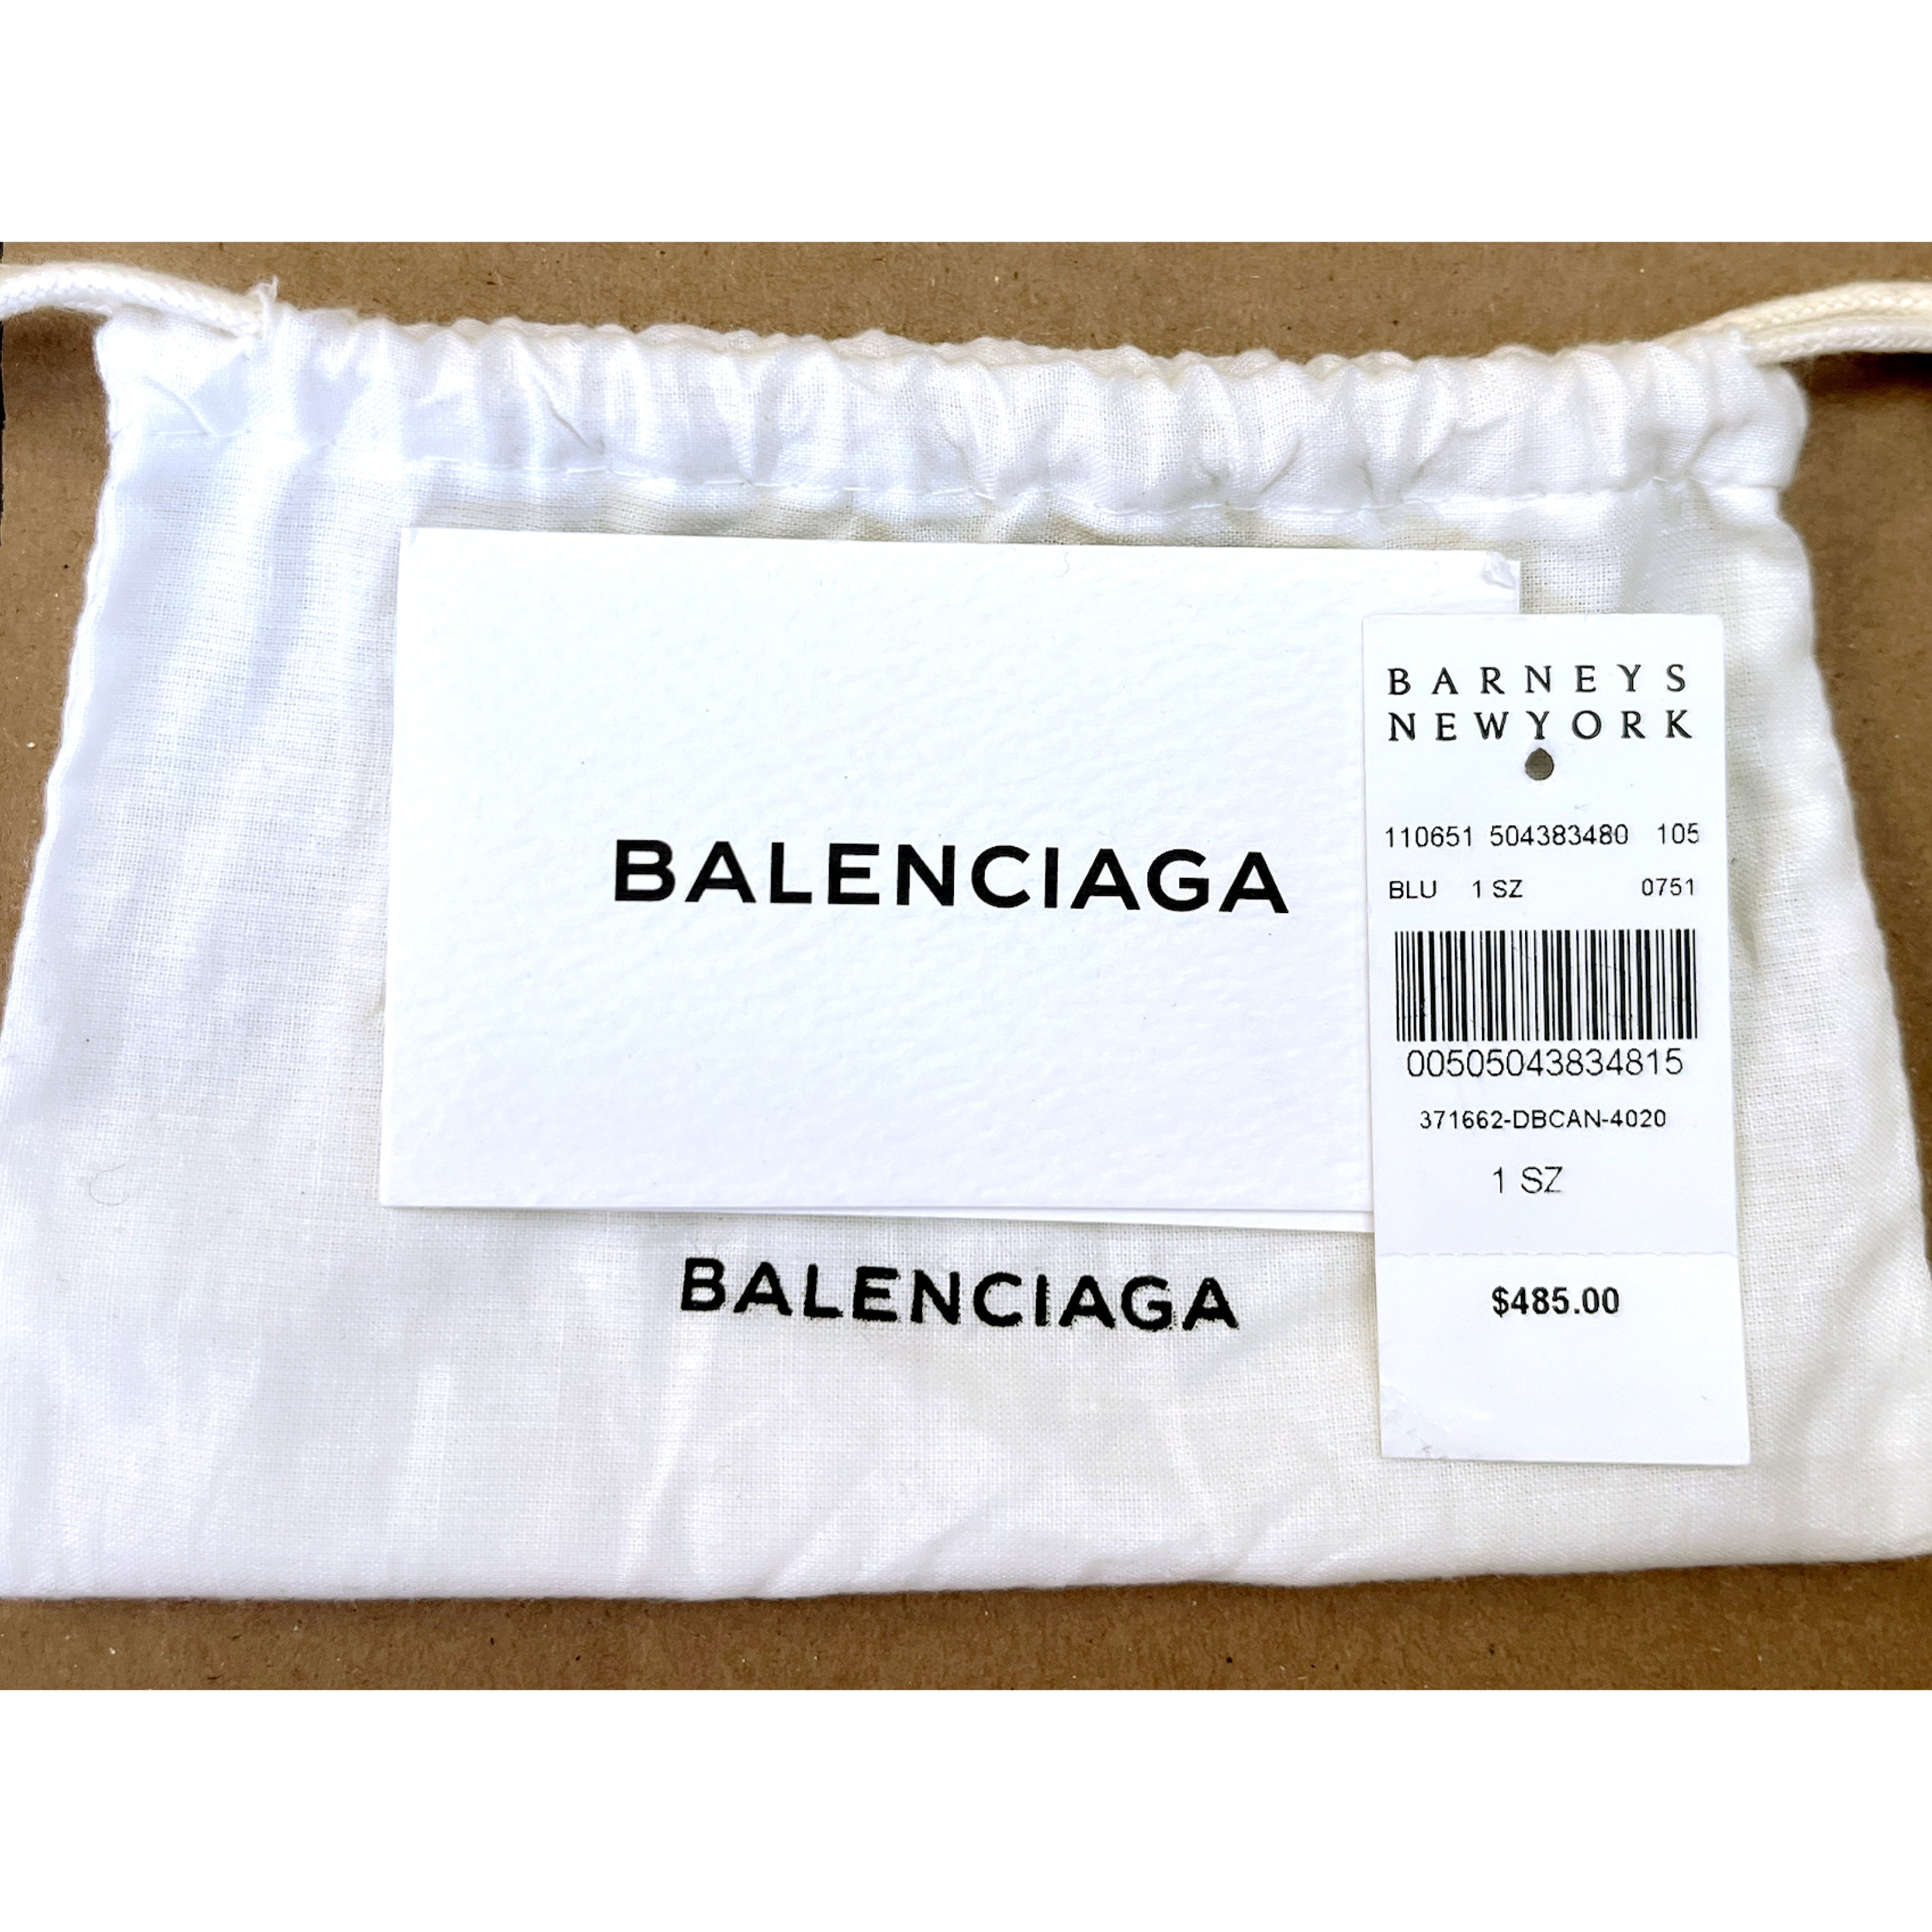 BALENCIAGA
BARNEYS
NEWYORK
110651 504383480 105
BLU 1 SZ 0751
00505043834815
371662-DBCAN-4020
1 SZ
$485.00
BALENCIAGA